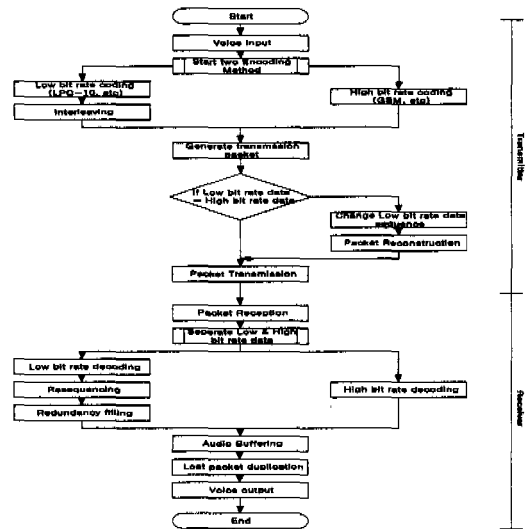 Start
Voice Input
Start two Encoding
Method
Low bit rate coding
(LPC-10, etc)
High bit rate coding
(GSM, etc)
Interleaving
Generate transmission
packet
If Low bit rate data
= High bit rate data
Change Low bit rate data
sequence
Packet Reconstruction
Packet Transmission
Transmitter
Packet Reception
Separate Low & High
bit rate data
Low bit rate decoding
High bit rate decoding
Resequencing
Redundancy filling
Receiver
Audio Buffering
Lost packet duplication
Voice output
End